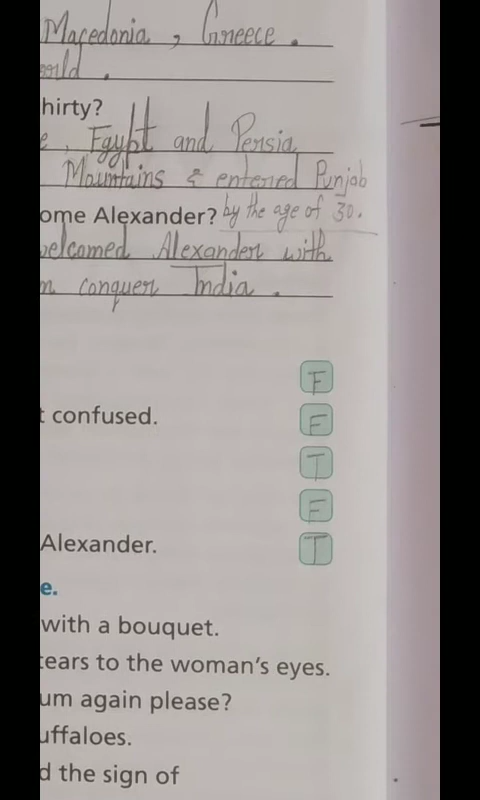 Macedonia , Greece .
orld .
hirty?
e , Egypt and Persia
Mountains & entered Punjab
ome Alexander? by the age of 30.
welcomed Alexander with
n conquer India .
F
t confused. F
T
F
Alexander. T
e.
with a bouquet.
tears to the woman's eyes.
um again please?
uffaloes.
d the sign of